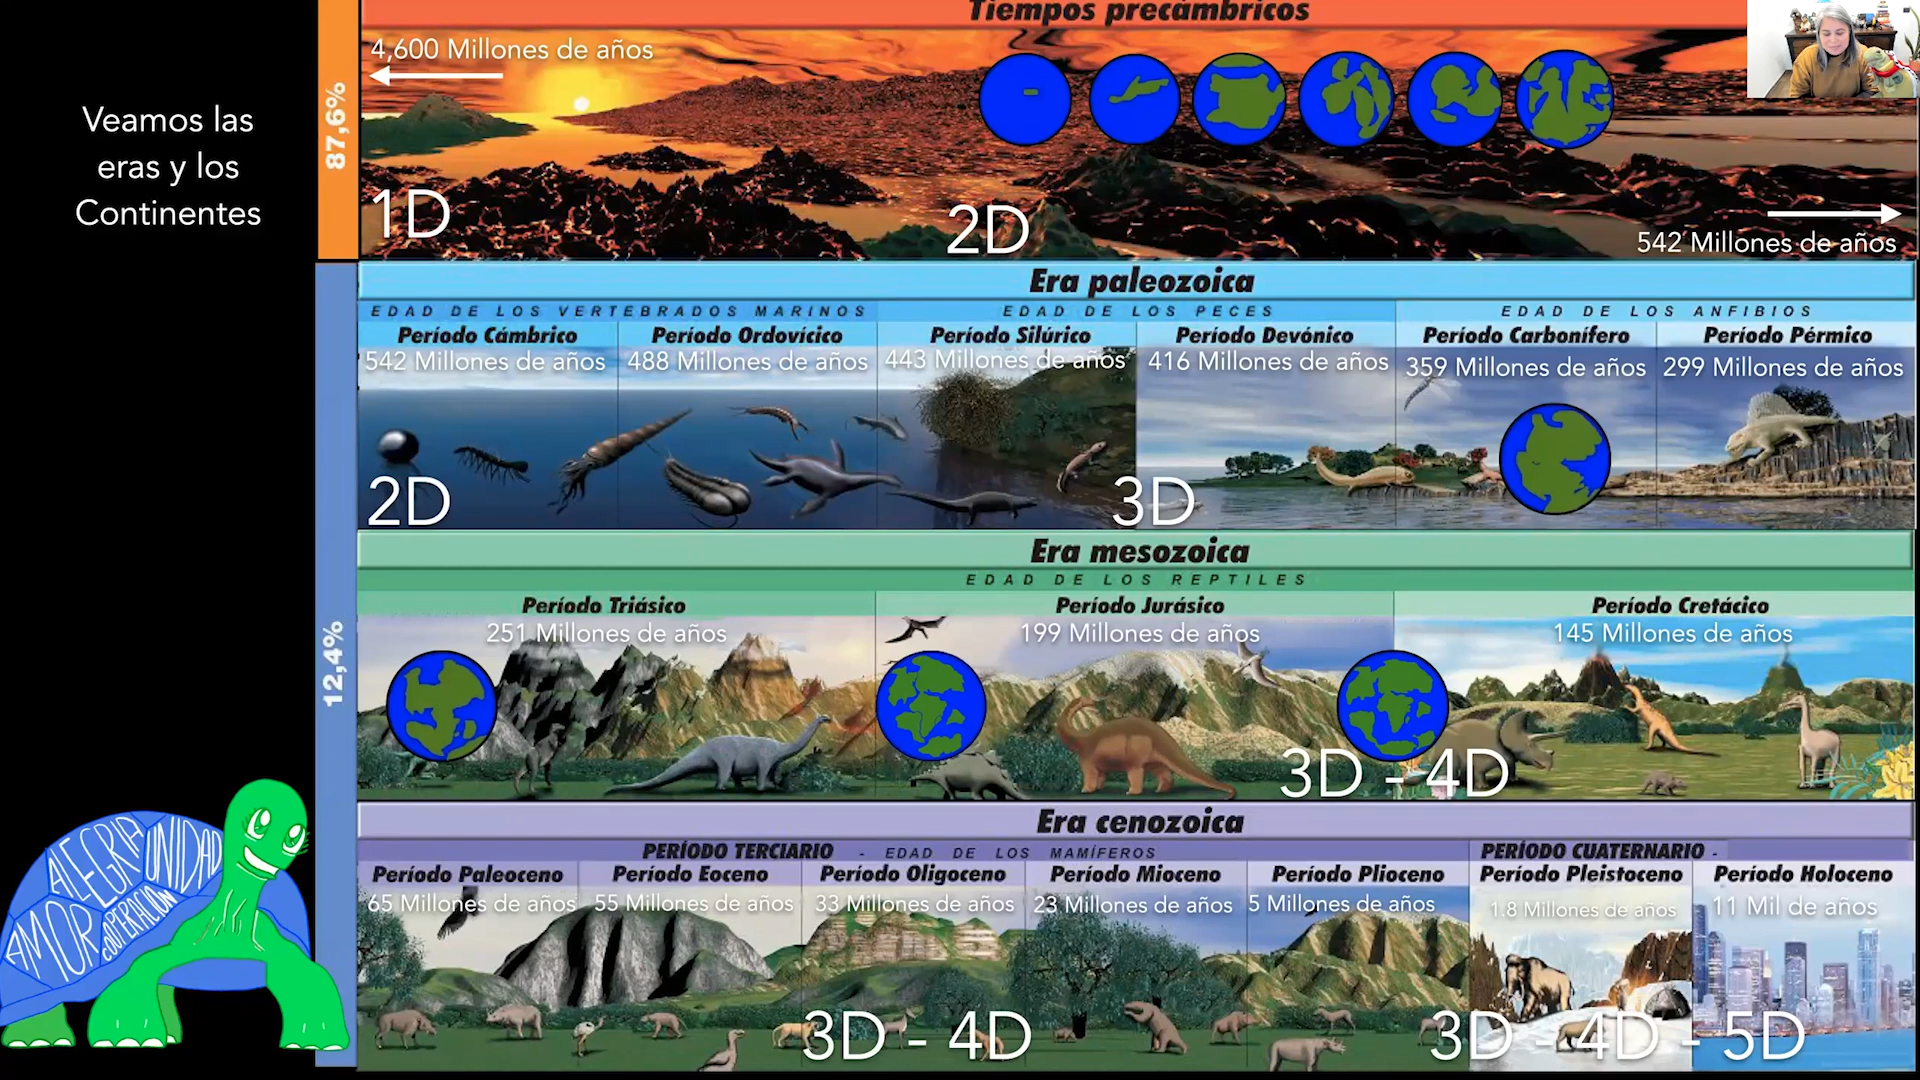 Veamos las
eras y los
Continentes
Tiempos precámbricos
4,600 Millones de años
87,6%
1D
2D
542 Millones de años
Era paleozoica
EDAD DE LOS VERTEBRADOS MARINOS
EDAD DE LOS PECES
EDAD DE LOS ANFIBIOS
Período Cámbrico
Período Ordovícico
Período Silúrico
Período Devónico
Período Carbonífero
Período Pérmico
542 Millones de años
488 Millones de años
443 Millones de años
416 Millones de años
359 Millones de años
299 Millones de años
2D
3D
Era mesozoica
EDAD DE LOS REPTILES
12,4%
Período Triásico
Período Jurásico
Período Cretácico
251 Millones de años
199 Millones de años
145 Millones de años
3D - 4D
Era cenozoica
PERÍODO TERCIARIO - EDAD DE LOS MAMÍFEROS
PERÍODO CUATERNARIO -
Período Paleoceno
Período Eoceno
Período Oligoceno
Período Mioceno
Período Plioceno
Período Pleistoceno
Período Holoceno
65 Millones de años
55 Millones de años
33 Millones de años
23 Millones de años
5 Millones de años
1.8 Millones de años
11 Mil de años
3D - 4D
3D - 4D - 5D
ALEGRIA
UNIDAD
AMOR
COOPERACIÓN